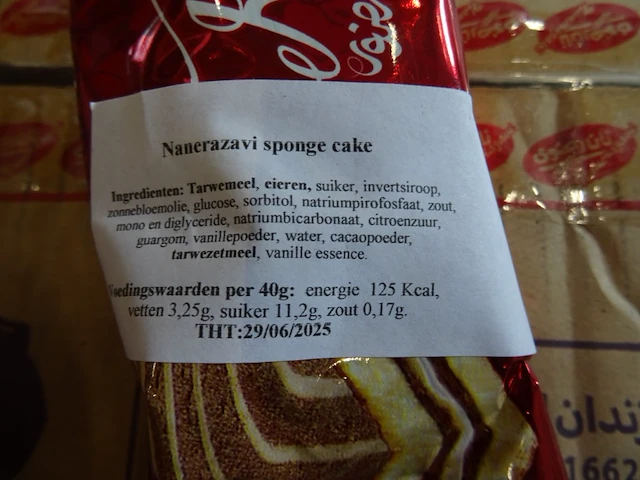 Nanerazavi sponge cake
Ingredienten: Tarwemeel, eieren, suiker, invertsiroop,
zonnebloemolie, glucose, sorbitol, natriumpirofosfaat, zout,
mono en diglyceride, natriumbicarbonaat, citroenzuur,
guargom, vanillepoeder, water, cacaopoeder,
tarwezetmeel, vanille essence.
Voedingswaarden per 40g: energie 125 Kcal,
vetten 3,25g, suiker 11,2g, zout 0,17g.
THT:29/06/2025
1662